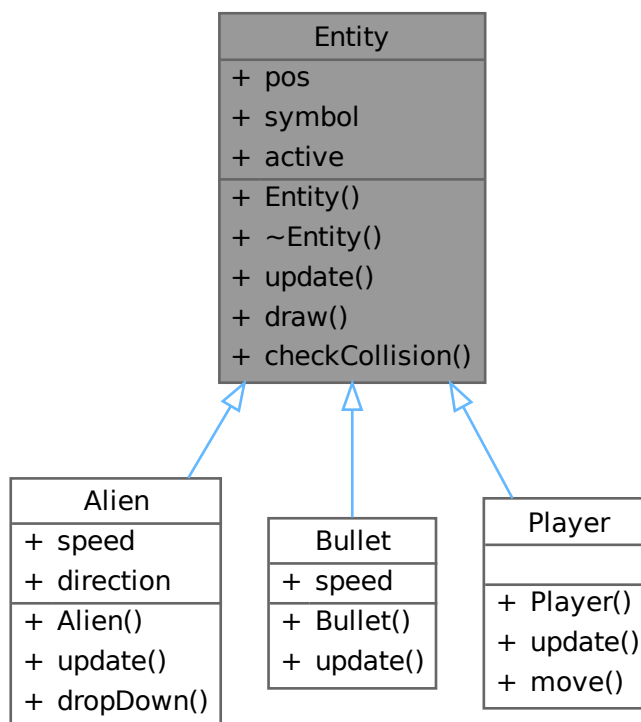 Entity
+ pos
+ symbol
+ active
+ Entity()
+ ~Entity()
+ update()
+ draw()
+ checkCollision()
Alien
+ speed
+ direction
+ Alien()
+ update()
+ dropDown()
Bullet
+ speed
+ Bullet()
+ update()
Player
+ Player()
+ update()
+ move()